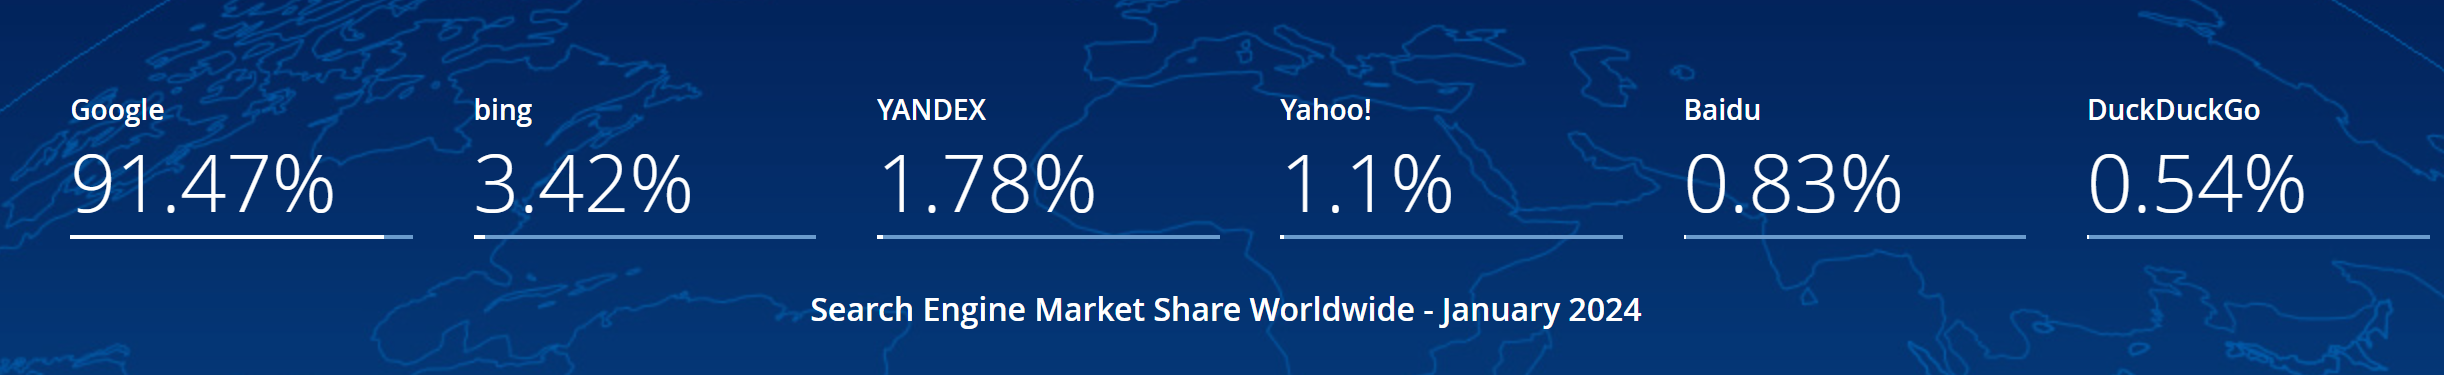 Google
91.47%
bing
3.42%
YANDEX
1.78%
Yahoo!
1.1%
Baidu
0.83%
DuckDuckGo
0.54%
Search Engine Market Share Worldwide - January 2024